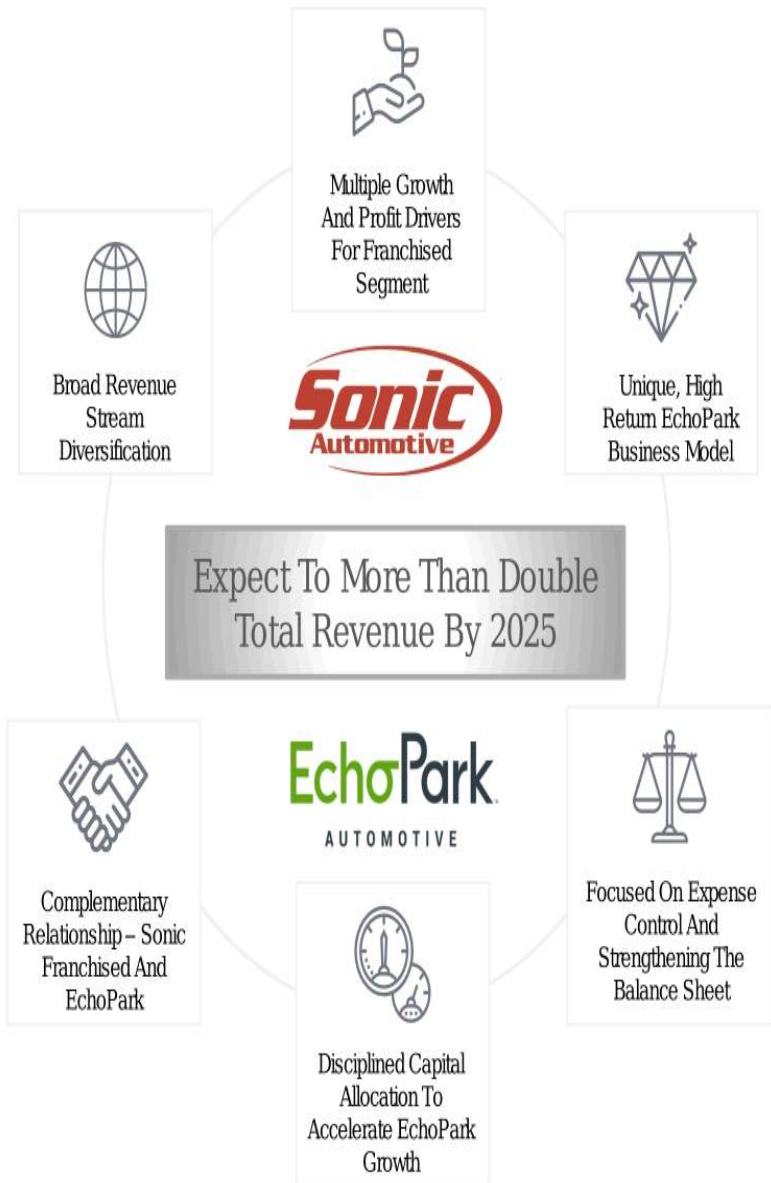 Multiple Growth
And Profit Drivers
For Franchised
Segment
Broad Revenue
Stream
Diversification
Unique, High
Return EchoPark
Business Model
Sonic
Automotive
Expect To More Than Double
Total Revenue By 2025
EchoPark
AUTOMOTIVE
Complementary
Relationship – Sonic
Franchised And
EchoPark
Focused On Expense
Control And
Strengthening The
Balance Sheet
Disciplined Capital
Allocation To
Accelerate EchoPark
Growth